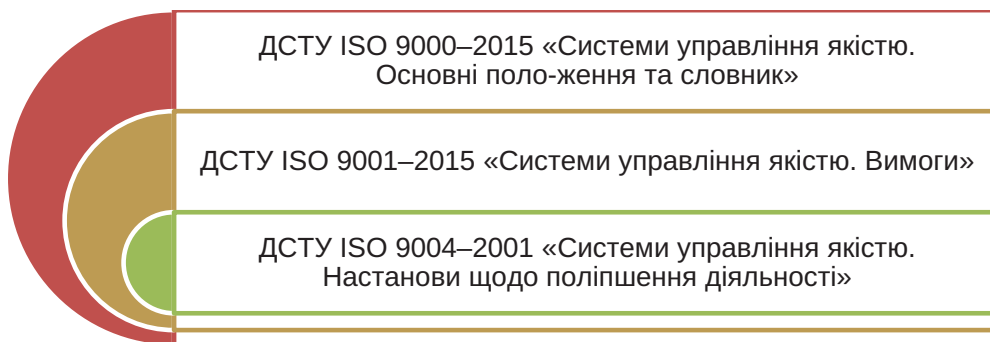 ДСТУ ISO 9000–2015 «Системи управління якістю.
Основні поло-ження та словник»
ДСТУ ISO 9001–2015 «Системи управління якістю. Вимоги»
ДСТУ ISO 9004–2001 «Системи управління якістю.
Настанови щодо поліпшення діяльності»